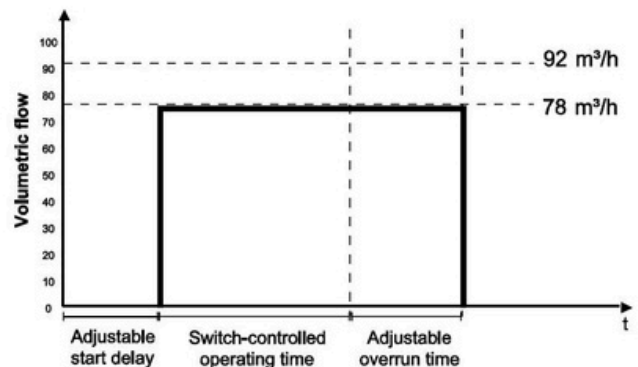 Volumetric flow
100
90
80
70
60
50
40
30
20
10
0
92 m³/h
78 m³/h
t
Adjustable
start delay
Switch-controlled
operating time
Adjustable
overrun time